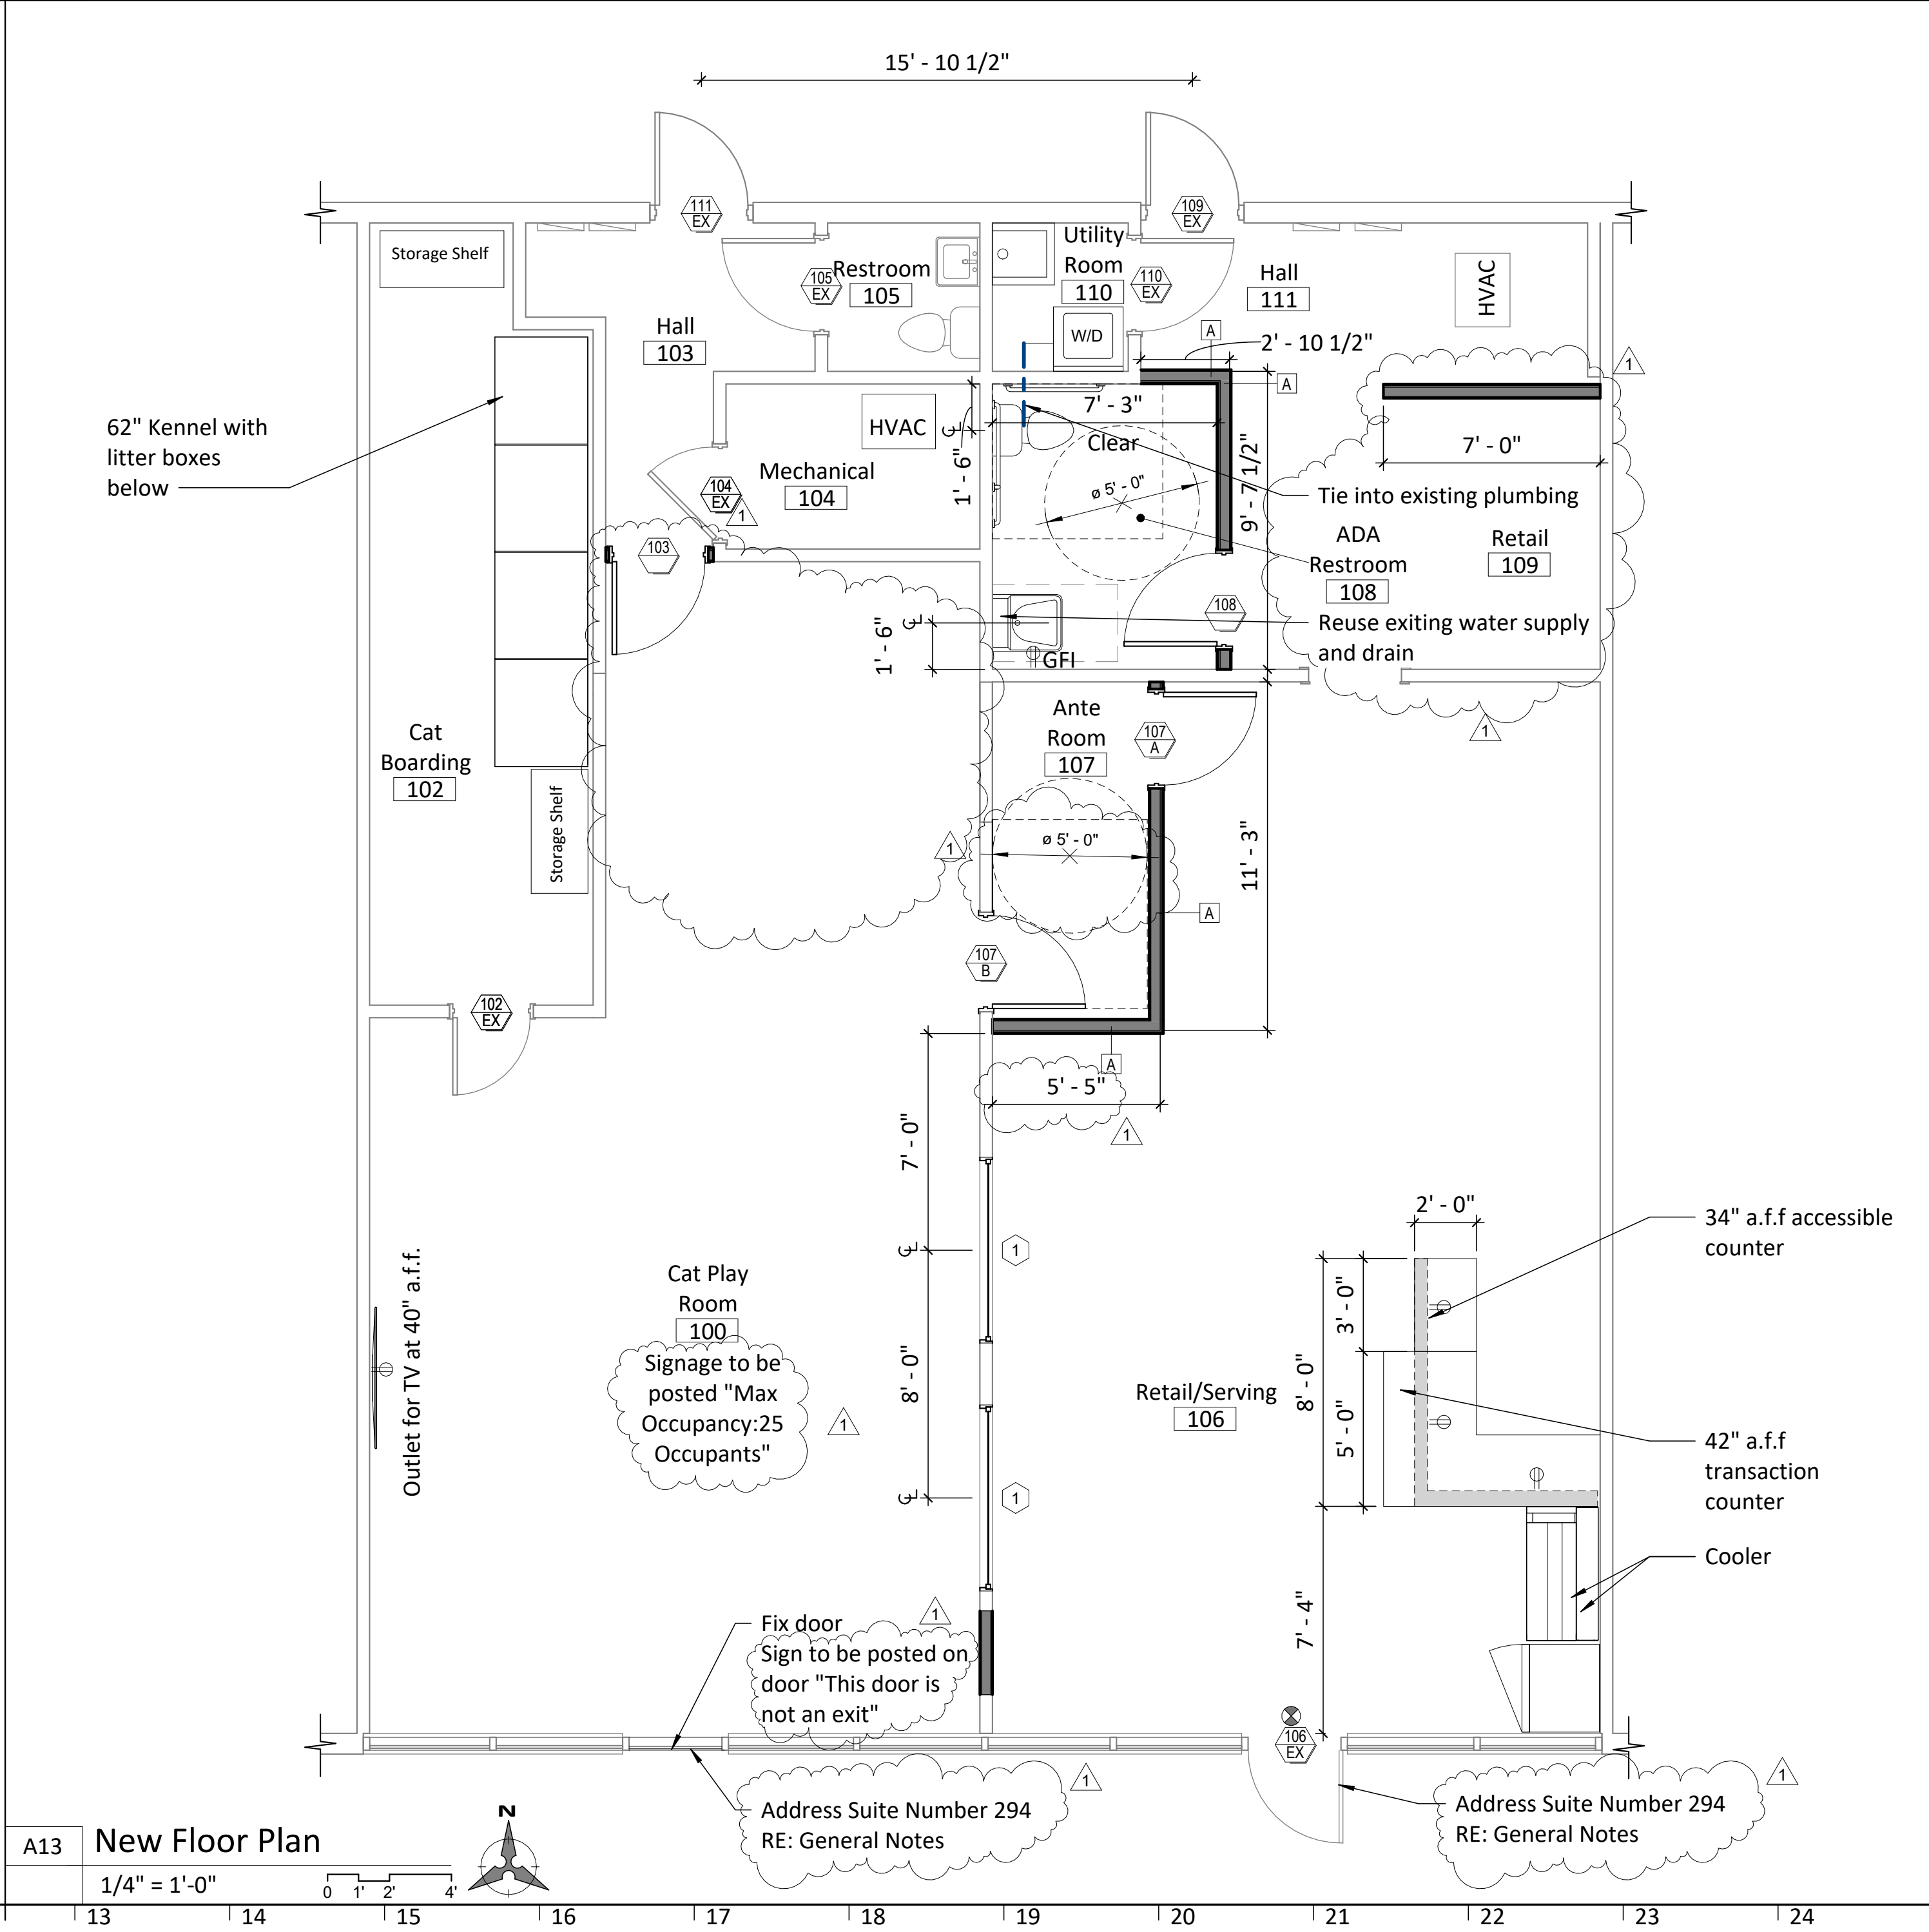 15' - 10 1/2"
111
EX
109
EX
Storage Shelf
105
EX
Restroom
105
Utility
Room
110
110
EX
Hall
111
HVAC
Hall
103
W/D
A
2' - 10 1/2"
A
1
62" Kennel with
litter boxes
below
HVAC
Mechanical
104
104
EX
1
103
℄
1' - 6"
7' - 3"
Clear
ø 5' - 0"
9' - 7 1/2"
7' - 0"
Tie into existing plumbing
ADA
Restroom
108
Retail
109
108
Reuse exiting water supply
and drain
℄
1' - 6"
GFI
1
Ante
Room
107
107
A
Cat
Boarding
102
Storage Shelf
1
ø 5' - 0"
11' - 3"
A
107
B
102
EX
A
5' - 5"
1
7' - 0"
2' - 0"
34" a.f.f accessible
counter
℄
1
Outlet for TV at 40" a.f.f.
Cat Play
Room
100
Signage to be
posted "Max
Occupancy:25
Occupants"
1
8' - 0"
℄
1
Retail/Serving
106
8' - 0"
3' - 0"
5' - 0"
42" a.f.f
transaction
counter
Cooler
7' - 4"
1
Fix door
Sign to be posted on
door "This door is
not an exit"
106
EX
1
Address Suite Number 294
RE: General Notes
1
Address Suite Number 294
RE: General Notes
N
A13
New Floor Plan
1/4" = 1'-0"
0 1' 2' 4'
13 14 15 16 17 18 19 20 21 22 23 24